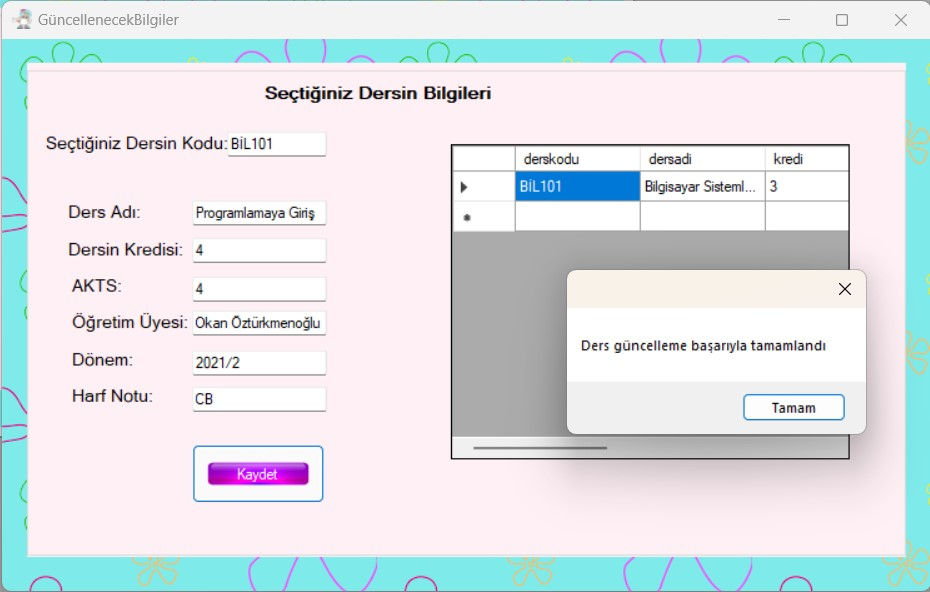 GüncellenecekBilgiler
Seçtiğiniz Dersin Bilgileri
Seçtiğiniz Dersin Kodu: BİL101
Ders Adı: Programlamaya Giriş
Dersin Kredisi: 4
AKTS: 4
Öğretim Üyesi: Okan Öztürkmenoğlu
Dönem: 2021/2
Harf Notu: CB
Kaydet
derskodu dersadi kredi
BİL101 Bilgisayar Sisteml... 3
Ders güncelleme başarıyla tamamlandı
Tamam